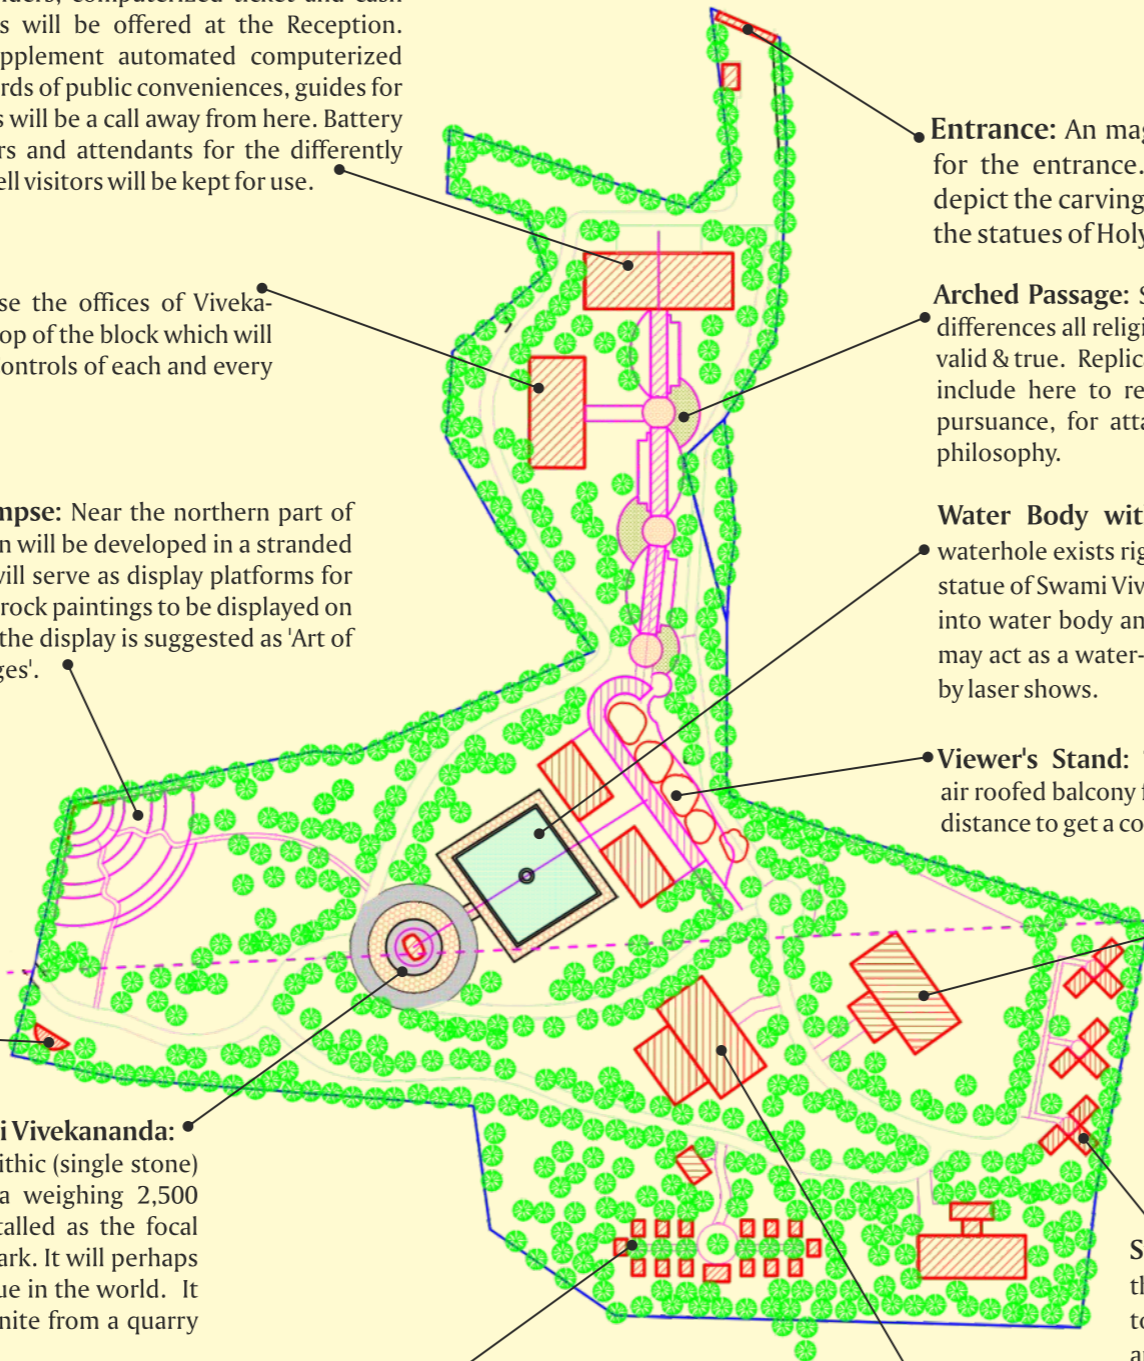 s will be offered at the Reception.
pplement automated computerized
rds of public conveniences, guides for
s will be a call away from here. Battery
rs and attendants for the differently
ell visitors will be kept for use.
se the offices of Viveka-
op of the block which will
ontrols of each and every
mpse: Near the northern part of
n will be developed in a stranded
vill serve as display platforms for
rock paintings to be displayed on
the display is suggested as 'Art of
ges'.
i Vivekananda:
ithic (single stone)
a weighing 2,500
talled as the focal
ark. It will perhaps
ue in the world. It
nite from a quarry
Entrance: An mag
for the entrance.
depict the carving
the statues of Holy
Arched Passage: S
differences all religi
valid & true. Replica
include here to re
pursuance, for atta
philosophy.
Water Body wit
waterhole exists rig
statue of Swami Viv
into water body an
may act as a water-
by laser shows.
Viewer's Stand:
air roofed balcony f
distance to get a co
S
th
to